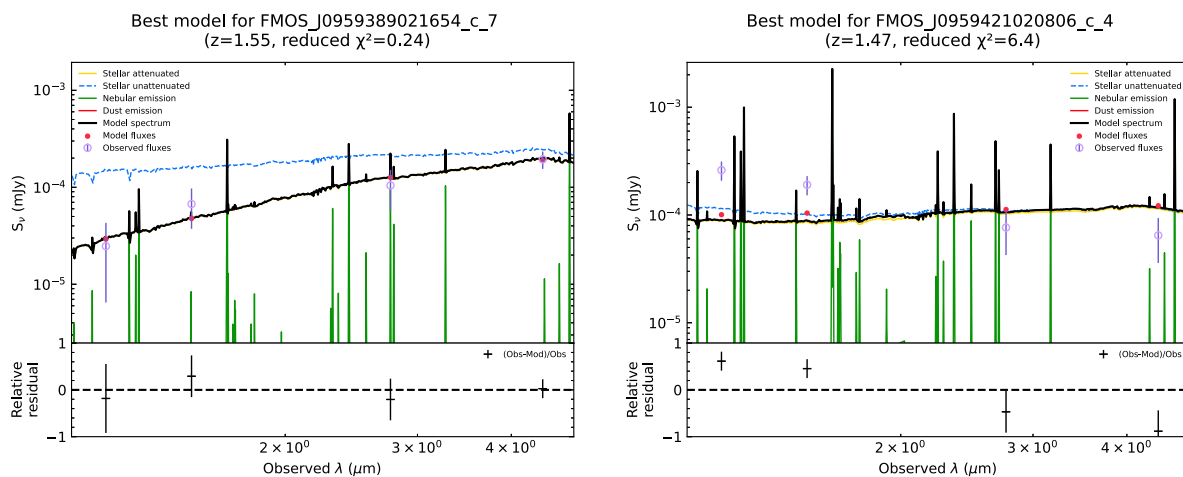 Best model for FMOS_J0959389021654_c_7
(z=1.55, reduced χ²=0.24)
10⁻³
10⁻⁴
10⁻⁵
1
S𝜈 (mJy)
Stellar attenuated
Stellar unattenuated
Nebular emission
Dust emission
Model spectrum
Model fluxes
Observed fluxes
(Obs-Mod)/Obs
0
−1
Relative
residual
2 × 10⁰
3 × 10⁰
4 × 10⁰
Observed λ (μm)
Best model for FMOS_J0959421020806_c_4
(z=1.47, reduced χ²=6.4)
10⁻³
10⁻⁴
10⁻⁵
1
S𝜈 (mJy)
Stellar attenuated
Stellar unattenuated
Nebular emission
Dust emission
Model spectrum
Model fluxes
Observed fluxes
(Obs-Mod)/Obs
0
−1
Relative
residual
2 × 10⁰
3 × 10⁰
4 × 10⁰
Observed λ (μm)